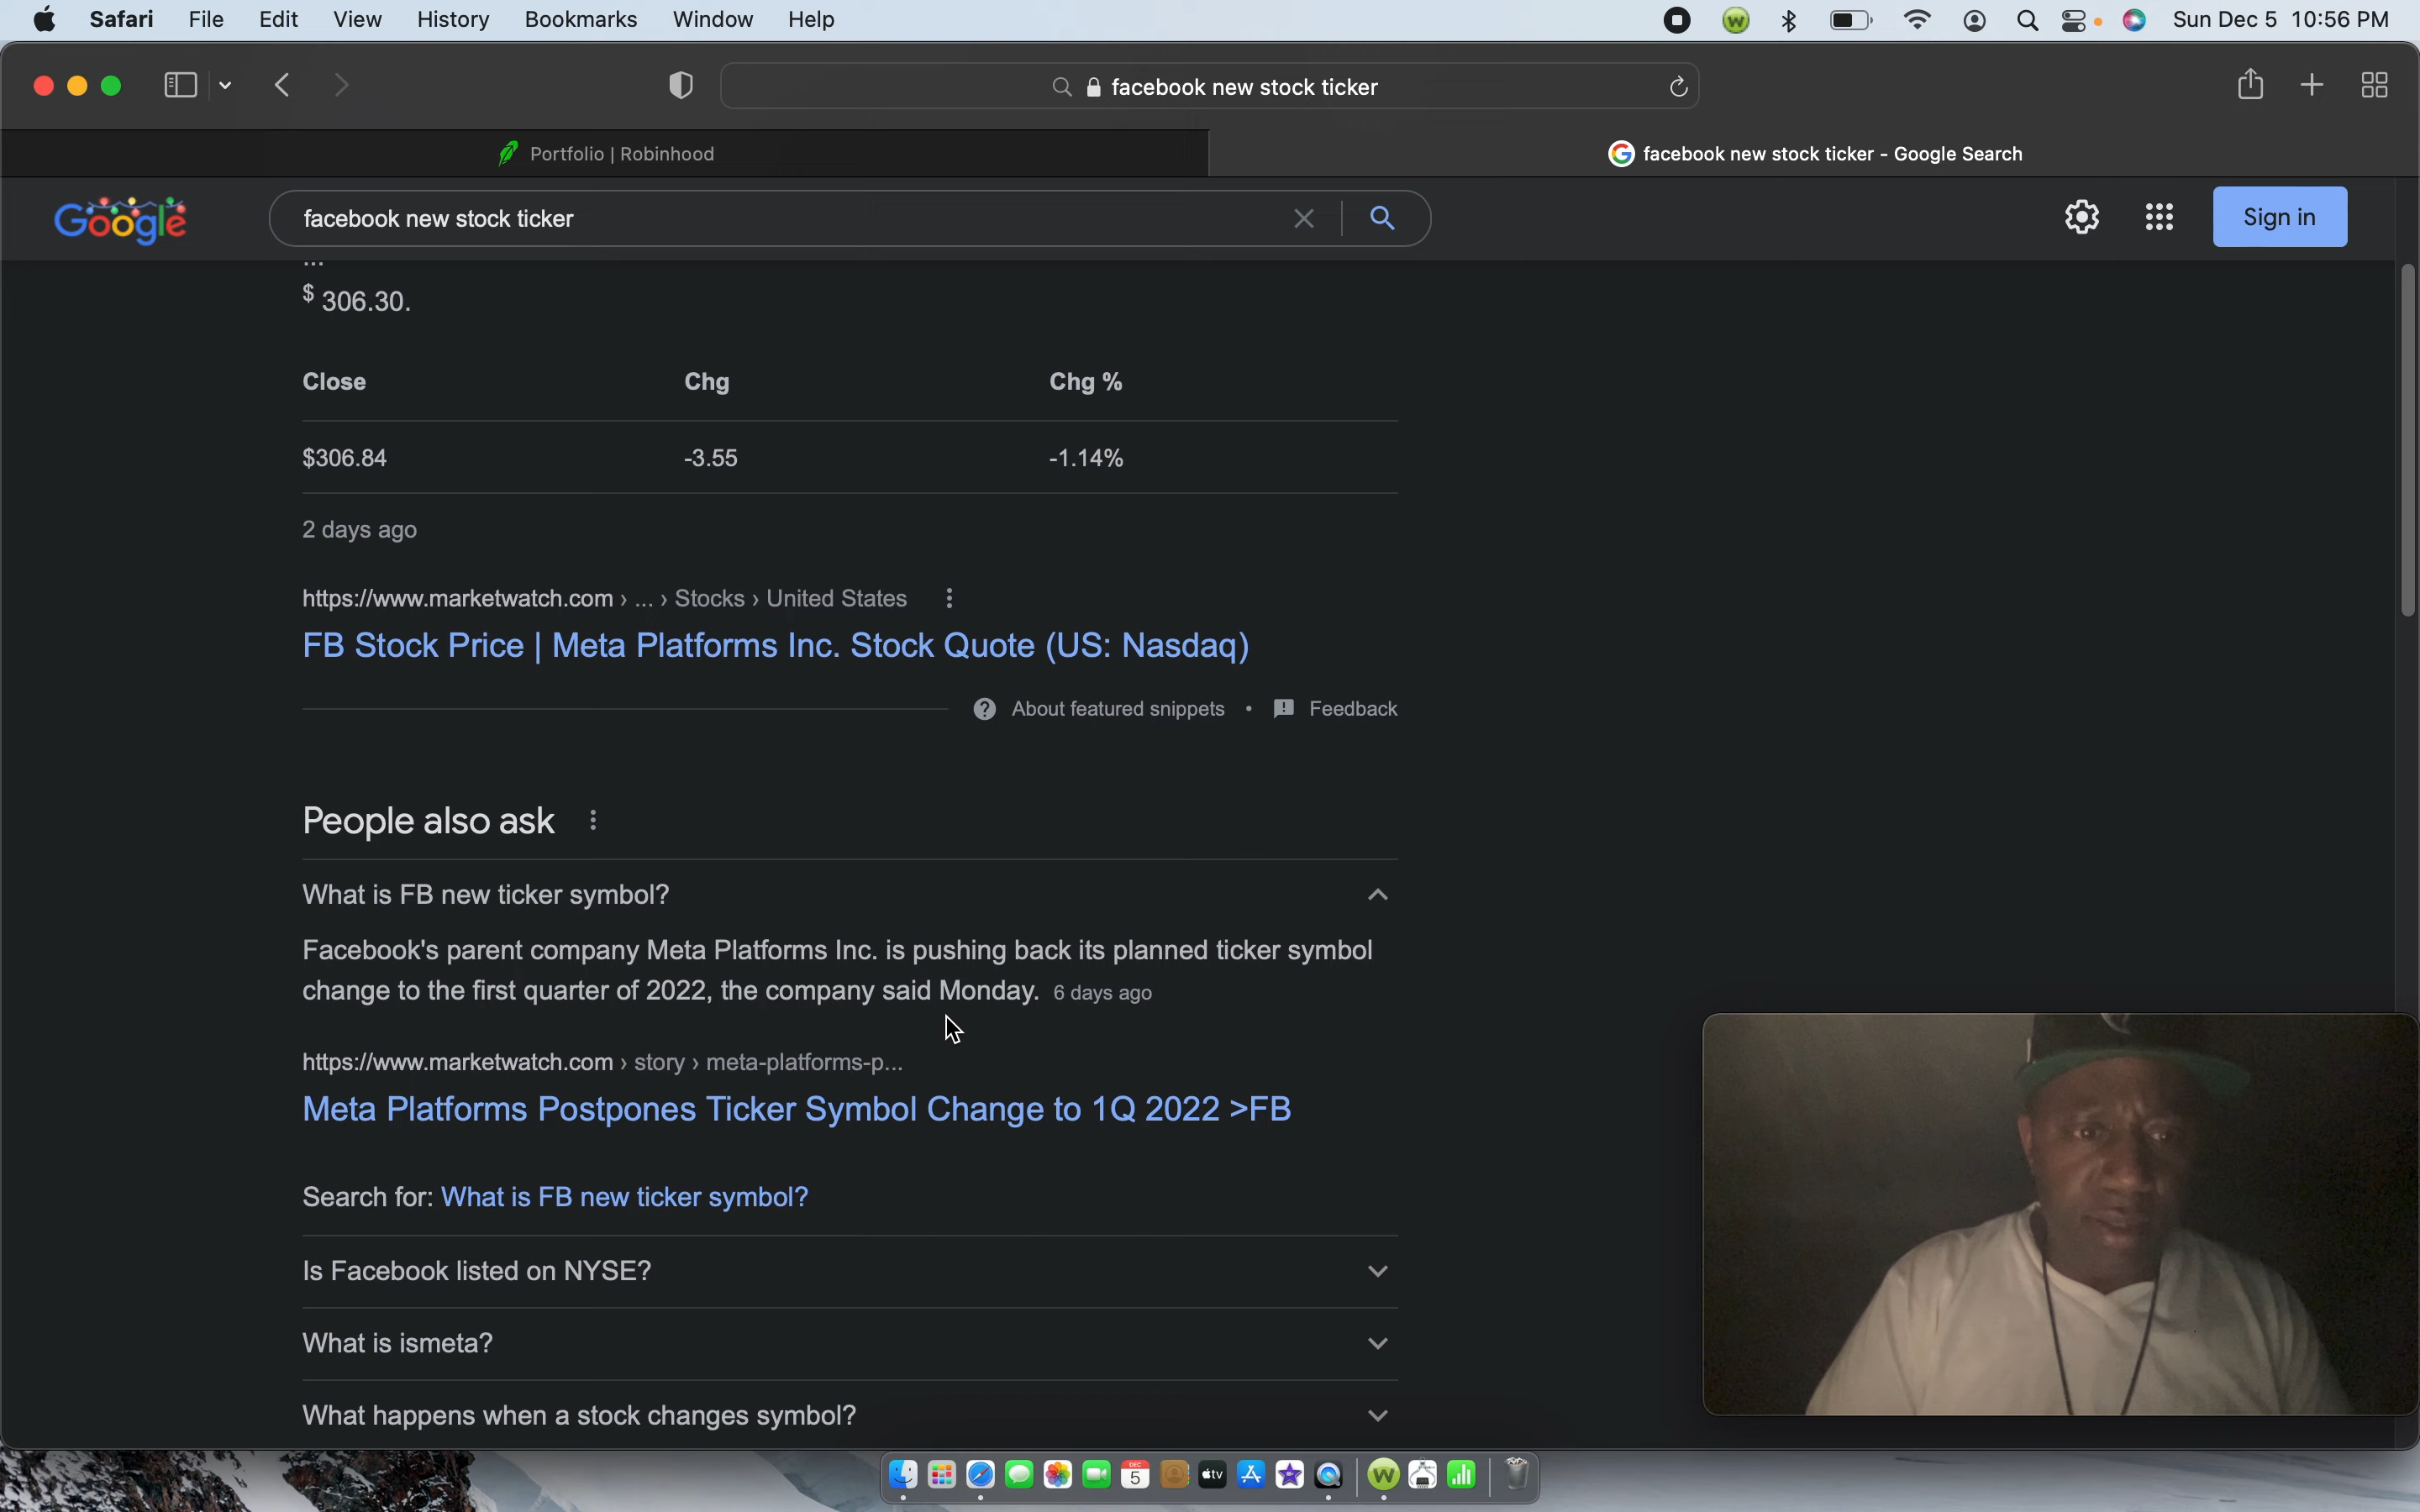 Safari File Edit View History Bookmarks Window Help Sun Dec 5 10:56 PM
facebook new stock ticker
Portfolio | Robinhood
facebook new stock ticker - Google Search
Google facebook new stock ticker Sign in
...
$ 306.30.
Close Chg Chg %
$306.84 -3.55 -1.14%
2 days ago
https://www.marketwatch.com › ... › Stocks › United States
FB Stock Price | Meta Platforms Inc. Stock Quote (US: Nasdaq)
About featured snippets • Feedback
People also ask
What is FB new ticker symbol?
Facebook's parent company Meta Platforms Inc. is pushing back its planned ticker symbol
change to the first quarter of 2022, the company said Monday. 6 days ago
https://www.marketwatch.com › story › meta-platforms-p...
Meta Platforms Postpones Ticker Symbol Change to 1Q 2022 >FB
Search for: What is FB new ticker symbol?
Is Facebook listed on NYSE?
What is ismeta?
What happens when a stock changes symbol?
DEC
5
tv